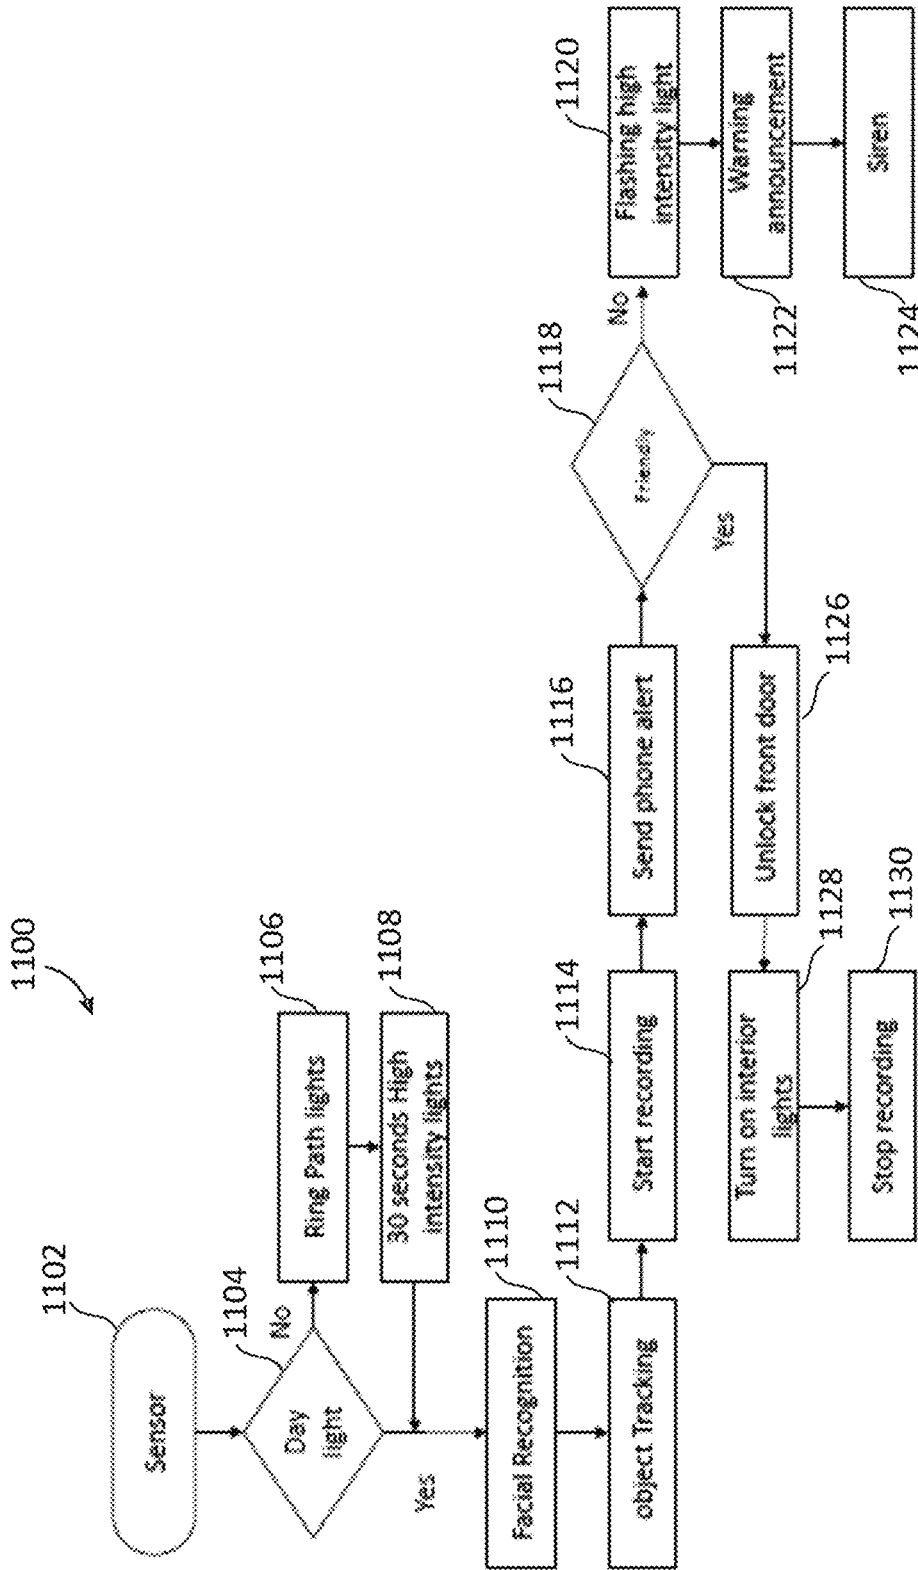 1100
1102
Sensor
1104
Day
light
No
Yes
1106
Ring Path lights
1108
30 seconds High
intensity lights
1110
Facial Recognition
1112
object Tracking
1114
Start recording
1116
Send phone alert
1118
Friendly
No
Yes
1120
Flashing high
intensity light
1122
Warning
announcement
1124
Siren
1126
Unlock front door
1128
Turn on interior
lights
1130
Stop recording